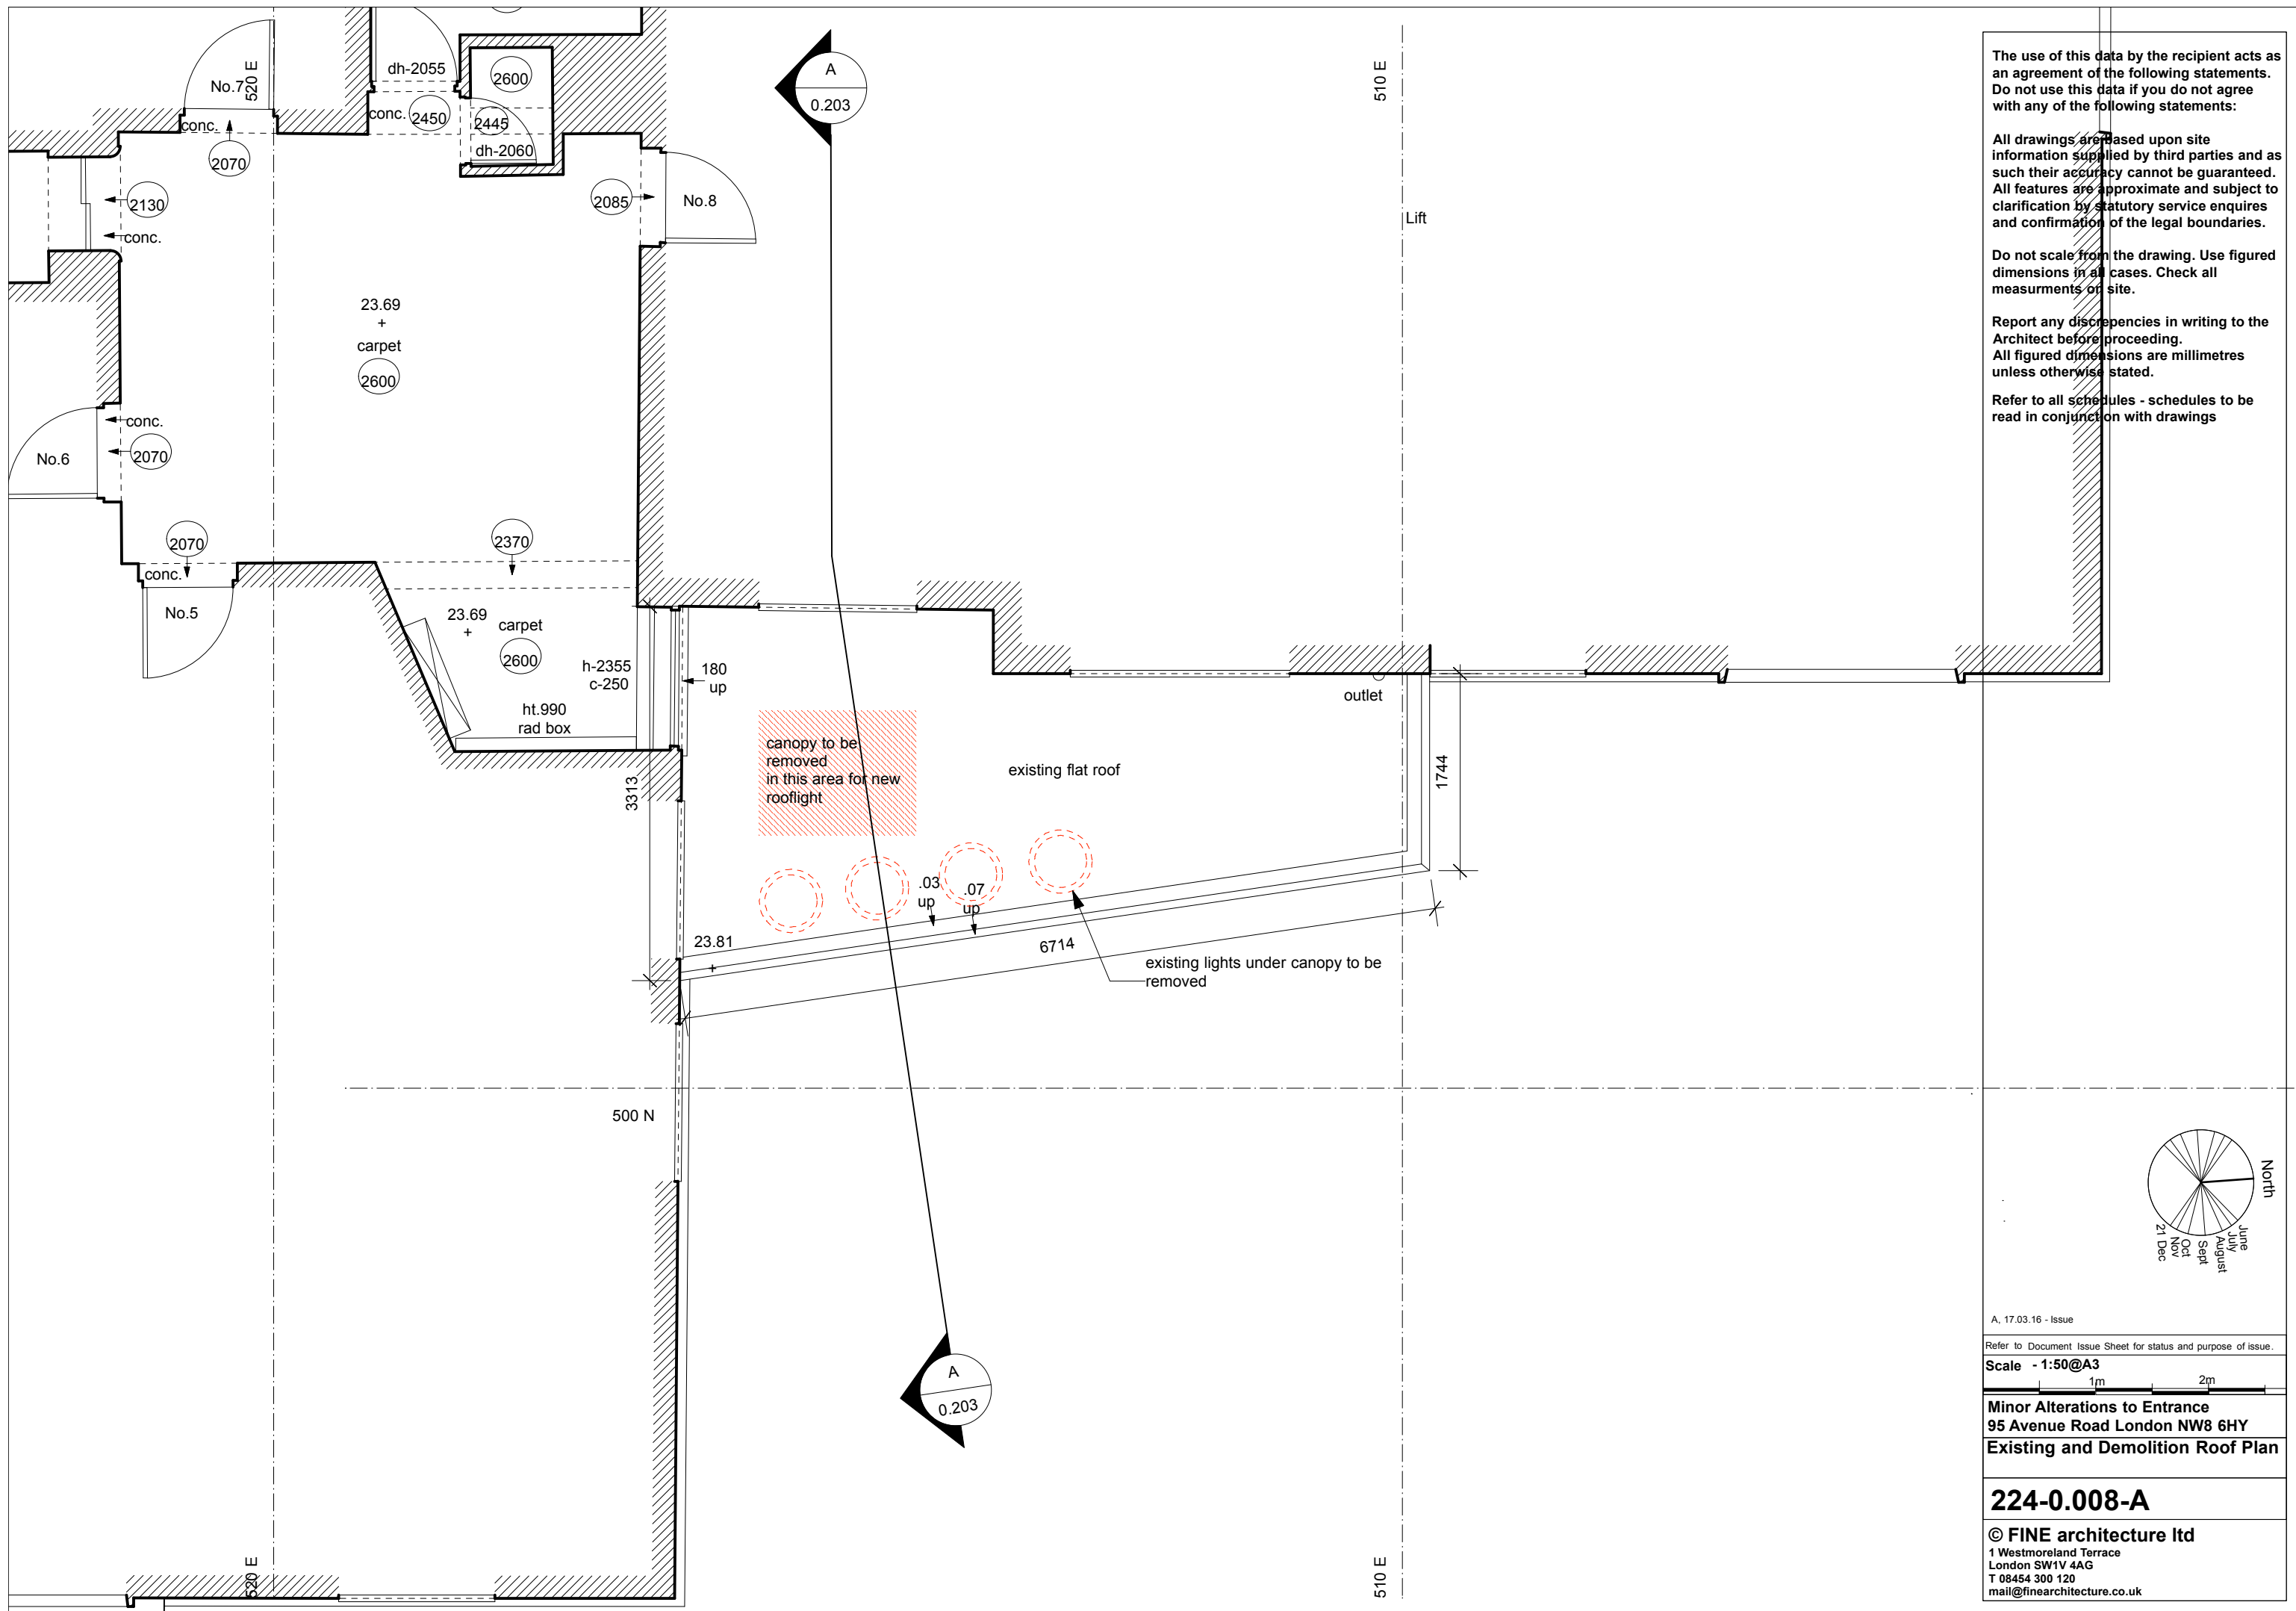 No.7
520 E
dh-2055
2600
conc.
2070
conc.
2450
2445
dh-2060
2130
conc.
2085
No.8
A
0.203
510 E
Lift
23.69
+
carpet
2600
conc.
2070
No.6
2070
conc.
No.5
2370
23.69
+
carpet
2600
h-2355
c-250
ht.990
rad box
180
up
3313
canopy to be
removed
in this area for new
rooflight
existing flat roof
outlet
1744
.03
up
.07
up
23.81
+
6714
existing lights under canopy to be
removed
500 N
A
0.203
520 E
510 E
The use of this data by the recipient acts as
an agreement of the following statements.
Do not use this data if you do not agree
with any of the following statements:
All drawings are based upon site
information supplied by third parties and as
such their accuracy cannot be guaranteed.
All features are approximate and subject to
clarification by statutory service enquires
and confirmation of the legal boundaries.
Do not scale from the drawing. Use figured
dimensions in all cases. Check all
measurments on site.
Report any discrepencies in writing to the
Architect before proceeding.
All figured dimensions are millimetres
unless otherwise stated.
Refer to all schedules - schedules to be
read in conjunction with drawings
North
June
July
August
Sept
Oct
Nov
21 Dec
A, 17.03.16 - Issue
Refer to Document Issue Sheet for status and purpose of issue.
Scale - 1:50@A3
1m 2m
Minor Alterations to Entrance
95 Avenue Road London NW8 6HY
Existing and Demolition Roof Plan
224-0.008-A
© FINE architecture ltd
1 Westmoreland Terrace
London SW1V 4AG
T 08454 300 120
mail@finearchitecture.co.uk